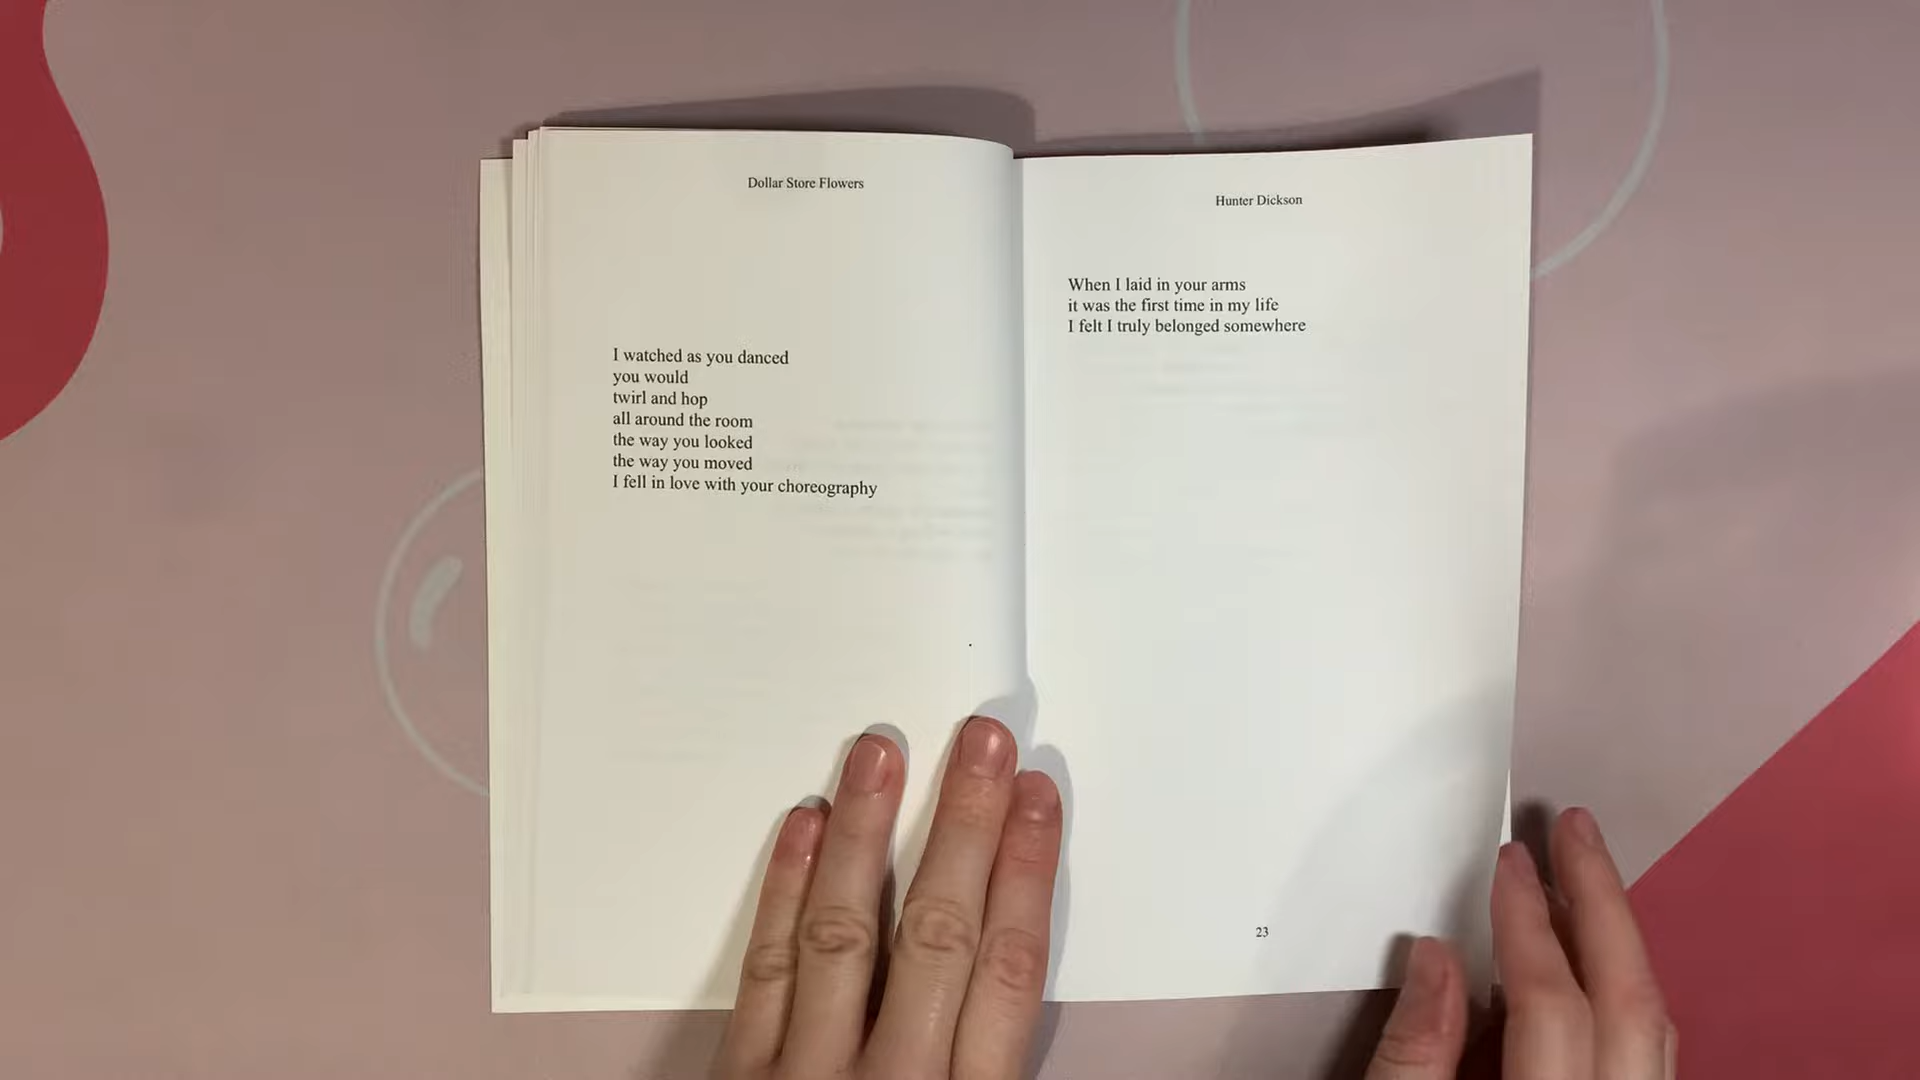 Dollar Store Flowers
I watched as you danced
you would
twirl and hop
all around the room
the way you looked
the way you moved
I fell in love with your choreography
Hunter Dickson
When I laid in your arms
it was the first time in my life
I felt I truly belonged somewhere
23